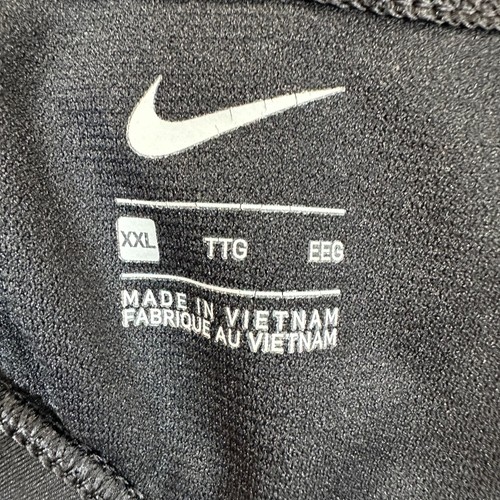 XXL TTG EEG
MADE IN VIETNAM
FABRIQUE AU VIETNAM